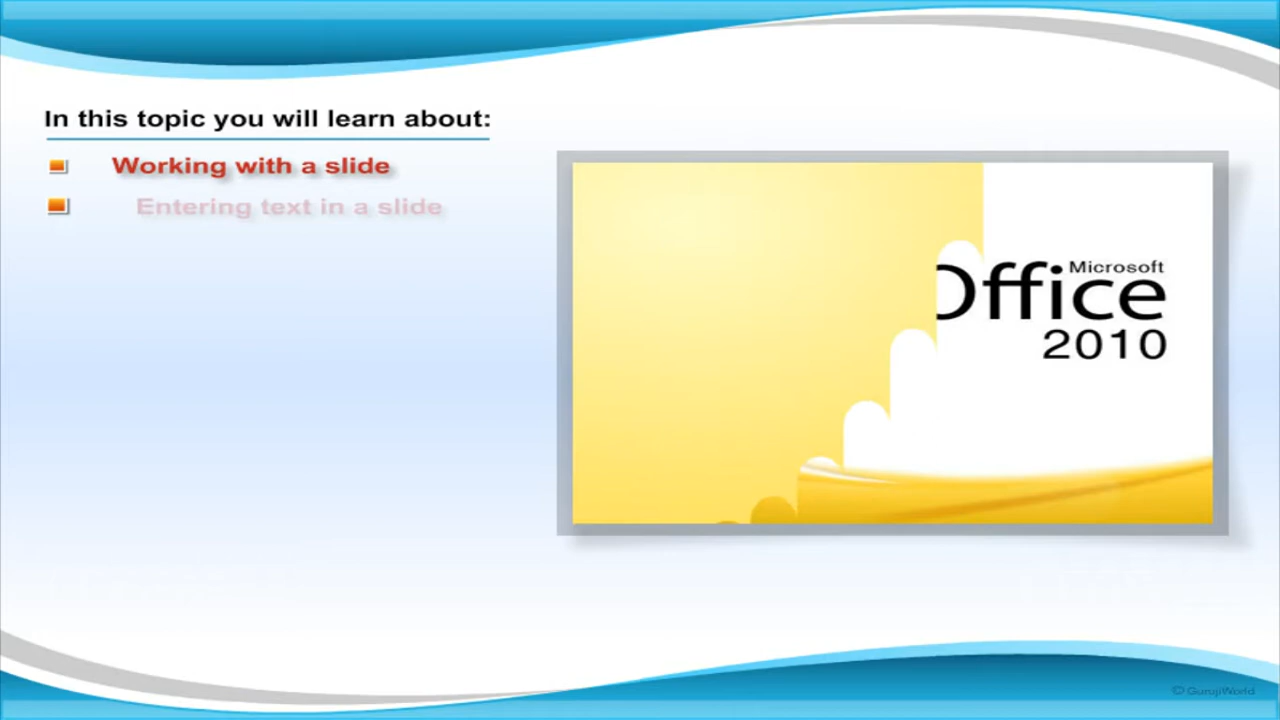 In this topic you will learn about:
Working with a slide
Entering text in a slide
Microsoft
Office
2010
© GurujiWorld